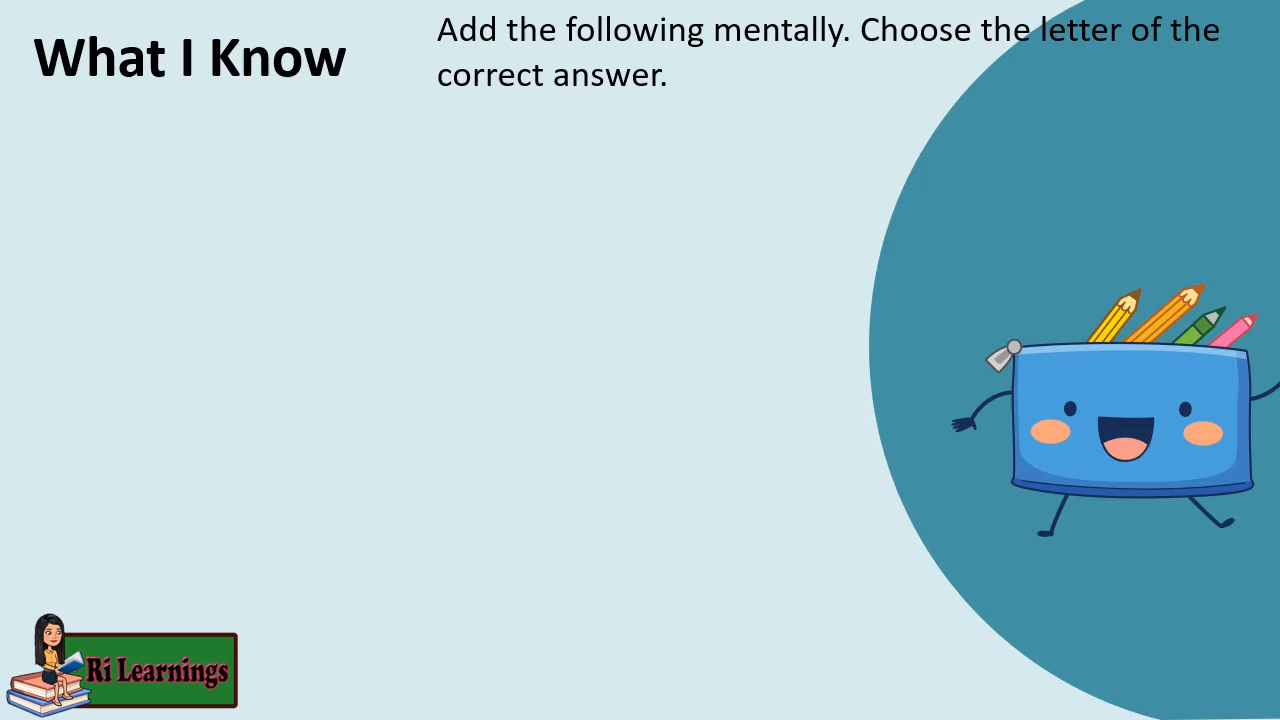 What I Know
Add the following mentally. Choose the letter of the
correct answer.
Ri Learnings